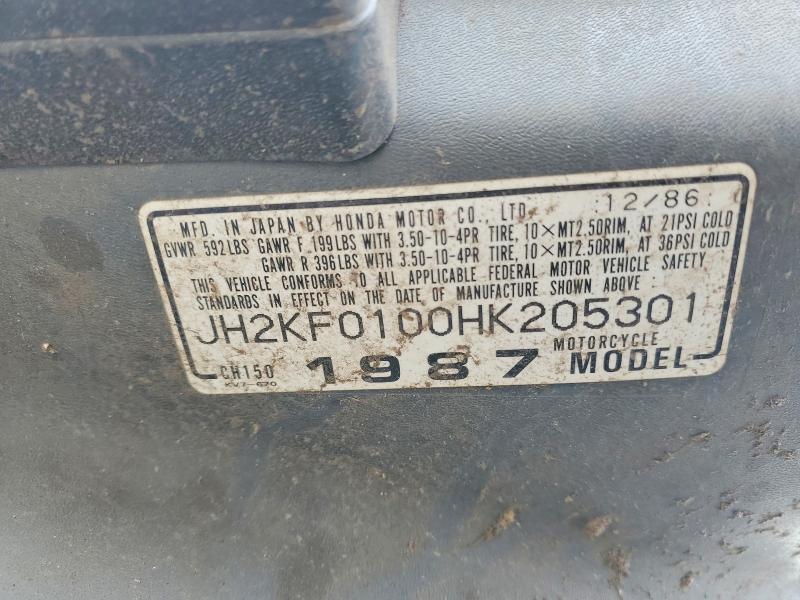 MFD. IN JAPAN BY HONDA MOTOR CO., LTD. 12/86
GVWR 592LBS GAWR F 199LBS WITH 3.50-10-4PR TIRE, 10×MT2.50RIM, AT 21PSI COLD
GAWR R 396LBS WITH 3.50-10-4PR TIRE, 10×MT2.50RIM, AT 36PSI COLD
THIS VEHICLE CONFORMS TO ALL APPLICABLE FEDERAL MOTOR VEHICLE SAFETY
STANDARDS IN EFFECT ON THE DATE OF MANUFACTURE SHOWN ABOVE:
JH2KF0100HK205301
MOTORCYCLE
CH150 1987 MODEL
KV7-670